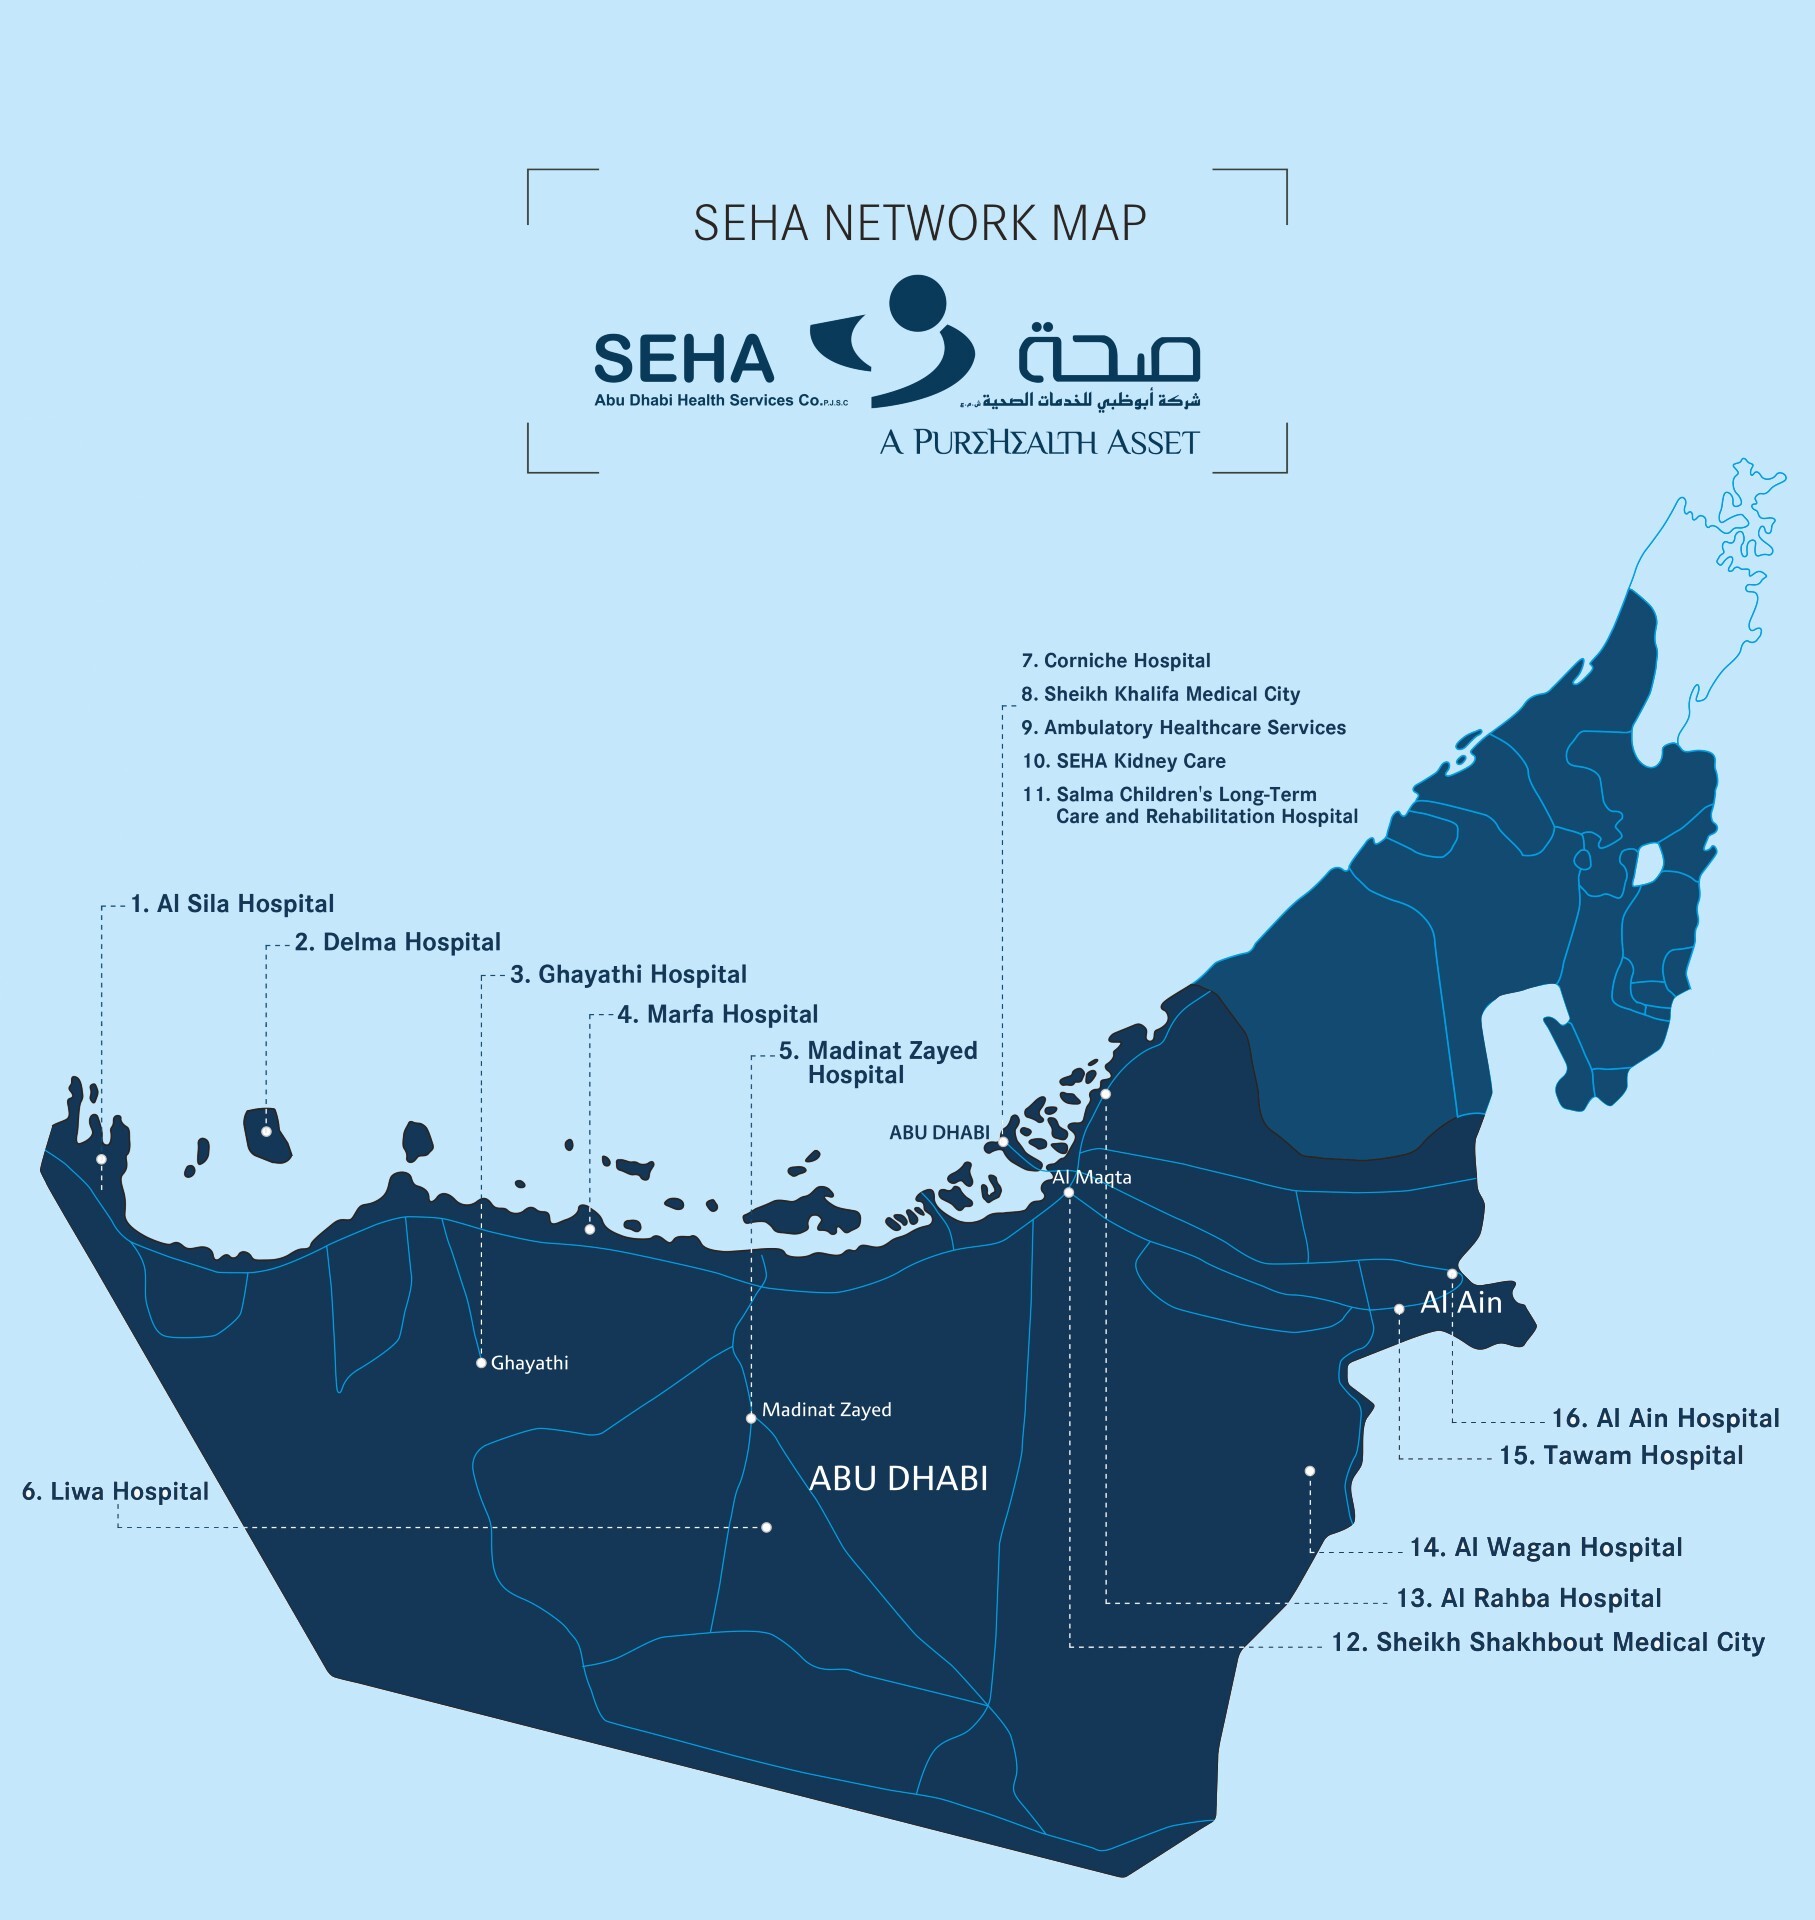 SEHA NETWORK MAP
SEHA
Abu Dhabi Health Services Co.P.J.S.C
صحة
شركة أبوظبي للخدمات الصحية ش.م.ع
A PURƩHƩALTH ASSET
7. Corniche Hospital
8. Sheikh Khalifa Medical City
9. Ambulatory Healthcare Services
10. SEHA Kidney Care
11. Salma Children's Long-Term
Care and Rehabilitation Hospital
1. Al Sila Hospital
2. Delma Hospital
3. Ghayathi Hospital
4. Marfa Hospital
5. Madinat Zayed
Hospital
ABU DHABI
Al Maqta
Al Ain
Ghayathi
Madinat Zayed
16. Al Ain Hospital
15. Tawam Hospital
ABU DHABI
6. Liwa Hospital
14. Al Wagan Hospital
13. Al Rahba Hospital
12. Sheikh Shakhbout Medical City